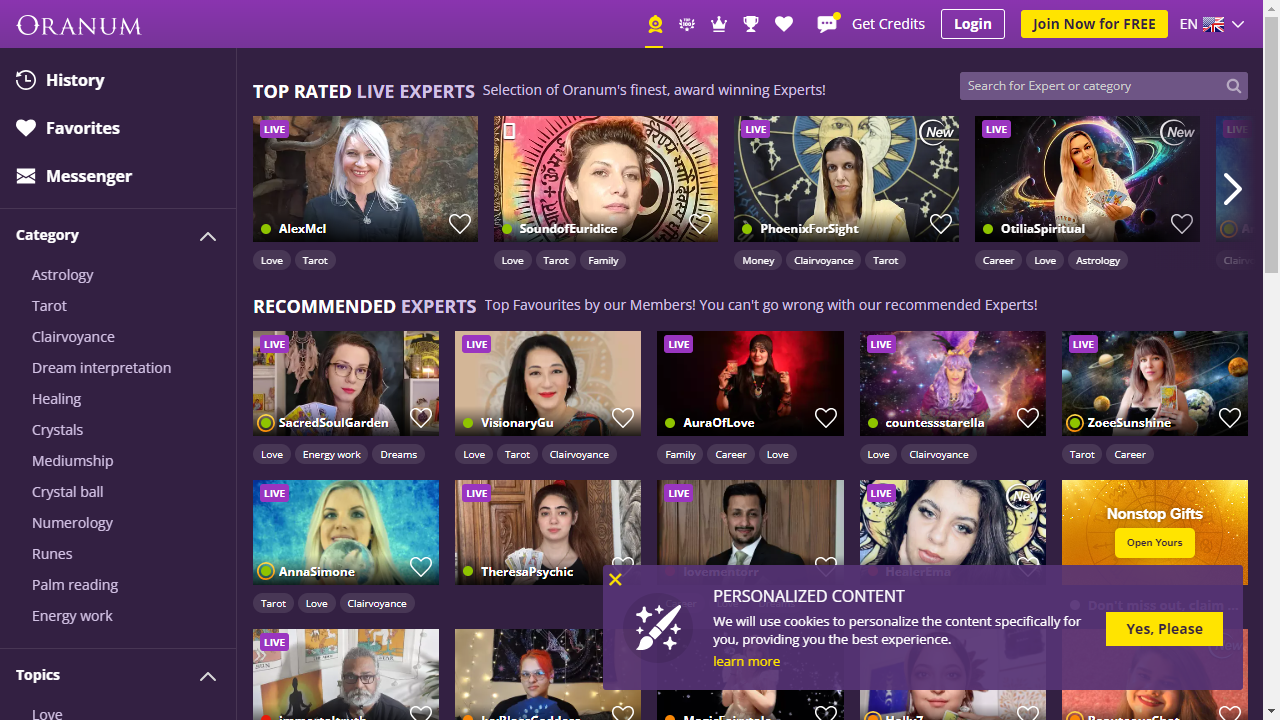 ORANUM
Get Credits
Login
Join Now for FREE
EN
History
Favorites
Messenger
Category
Astrology
Tarot
Clairvoyance
Dream interpretation
Healing
Crystals
Mediumship
Crystal ball
Numerology
Runes
Palm reading
Energy work
Topics
Love
TOP RATED LIVE EXPERTS Selection of Oranum's finest, award winning Experts!
Search for Expert or category
LIVE
AlexMcI
Love Tarot
SoundofEuridice
Love Tarot Family
LIVE New
PhoenixForSight
Money Clairvoyance Tarot
LIVE New
OtiliaSpiritual
Career Love Astrology
LIVE
RECOMMENDED EXPERTS Top Favourites by our Members! You can't go wrong with our recommended Experts!
LIVE
SacredSoulGarden
Love Energy work Dreams
LIVE
VisionaryGu
Love Tarot Clairvoyance
LIVE
AuraOfLove
Family Career Love
LIVE
countessstarella
Love Clairvoyance
LIVE
ZoeeSunshine
Tarot Career
LIVE
AnnaSimone
Tarot Love Clairvoyance
LIVE
TheresaPsychic
LIVE
lovementorr
LIVE New
HealerEma
Nonstop Gifts
Open Yours
Don't miss out, claim ...
PERSONALIZED CONTENT
We will use cookies to personalize the content specifically for
you, providing you the best experience.
learn more
Yes, Please
LIVE
immortaltruth